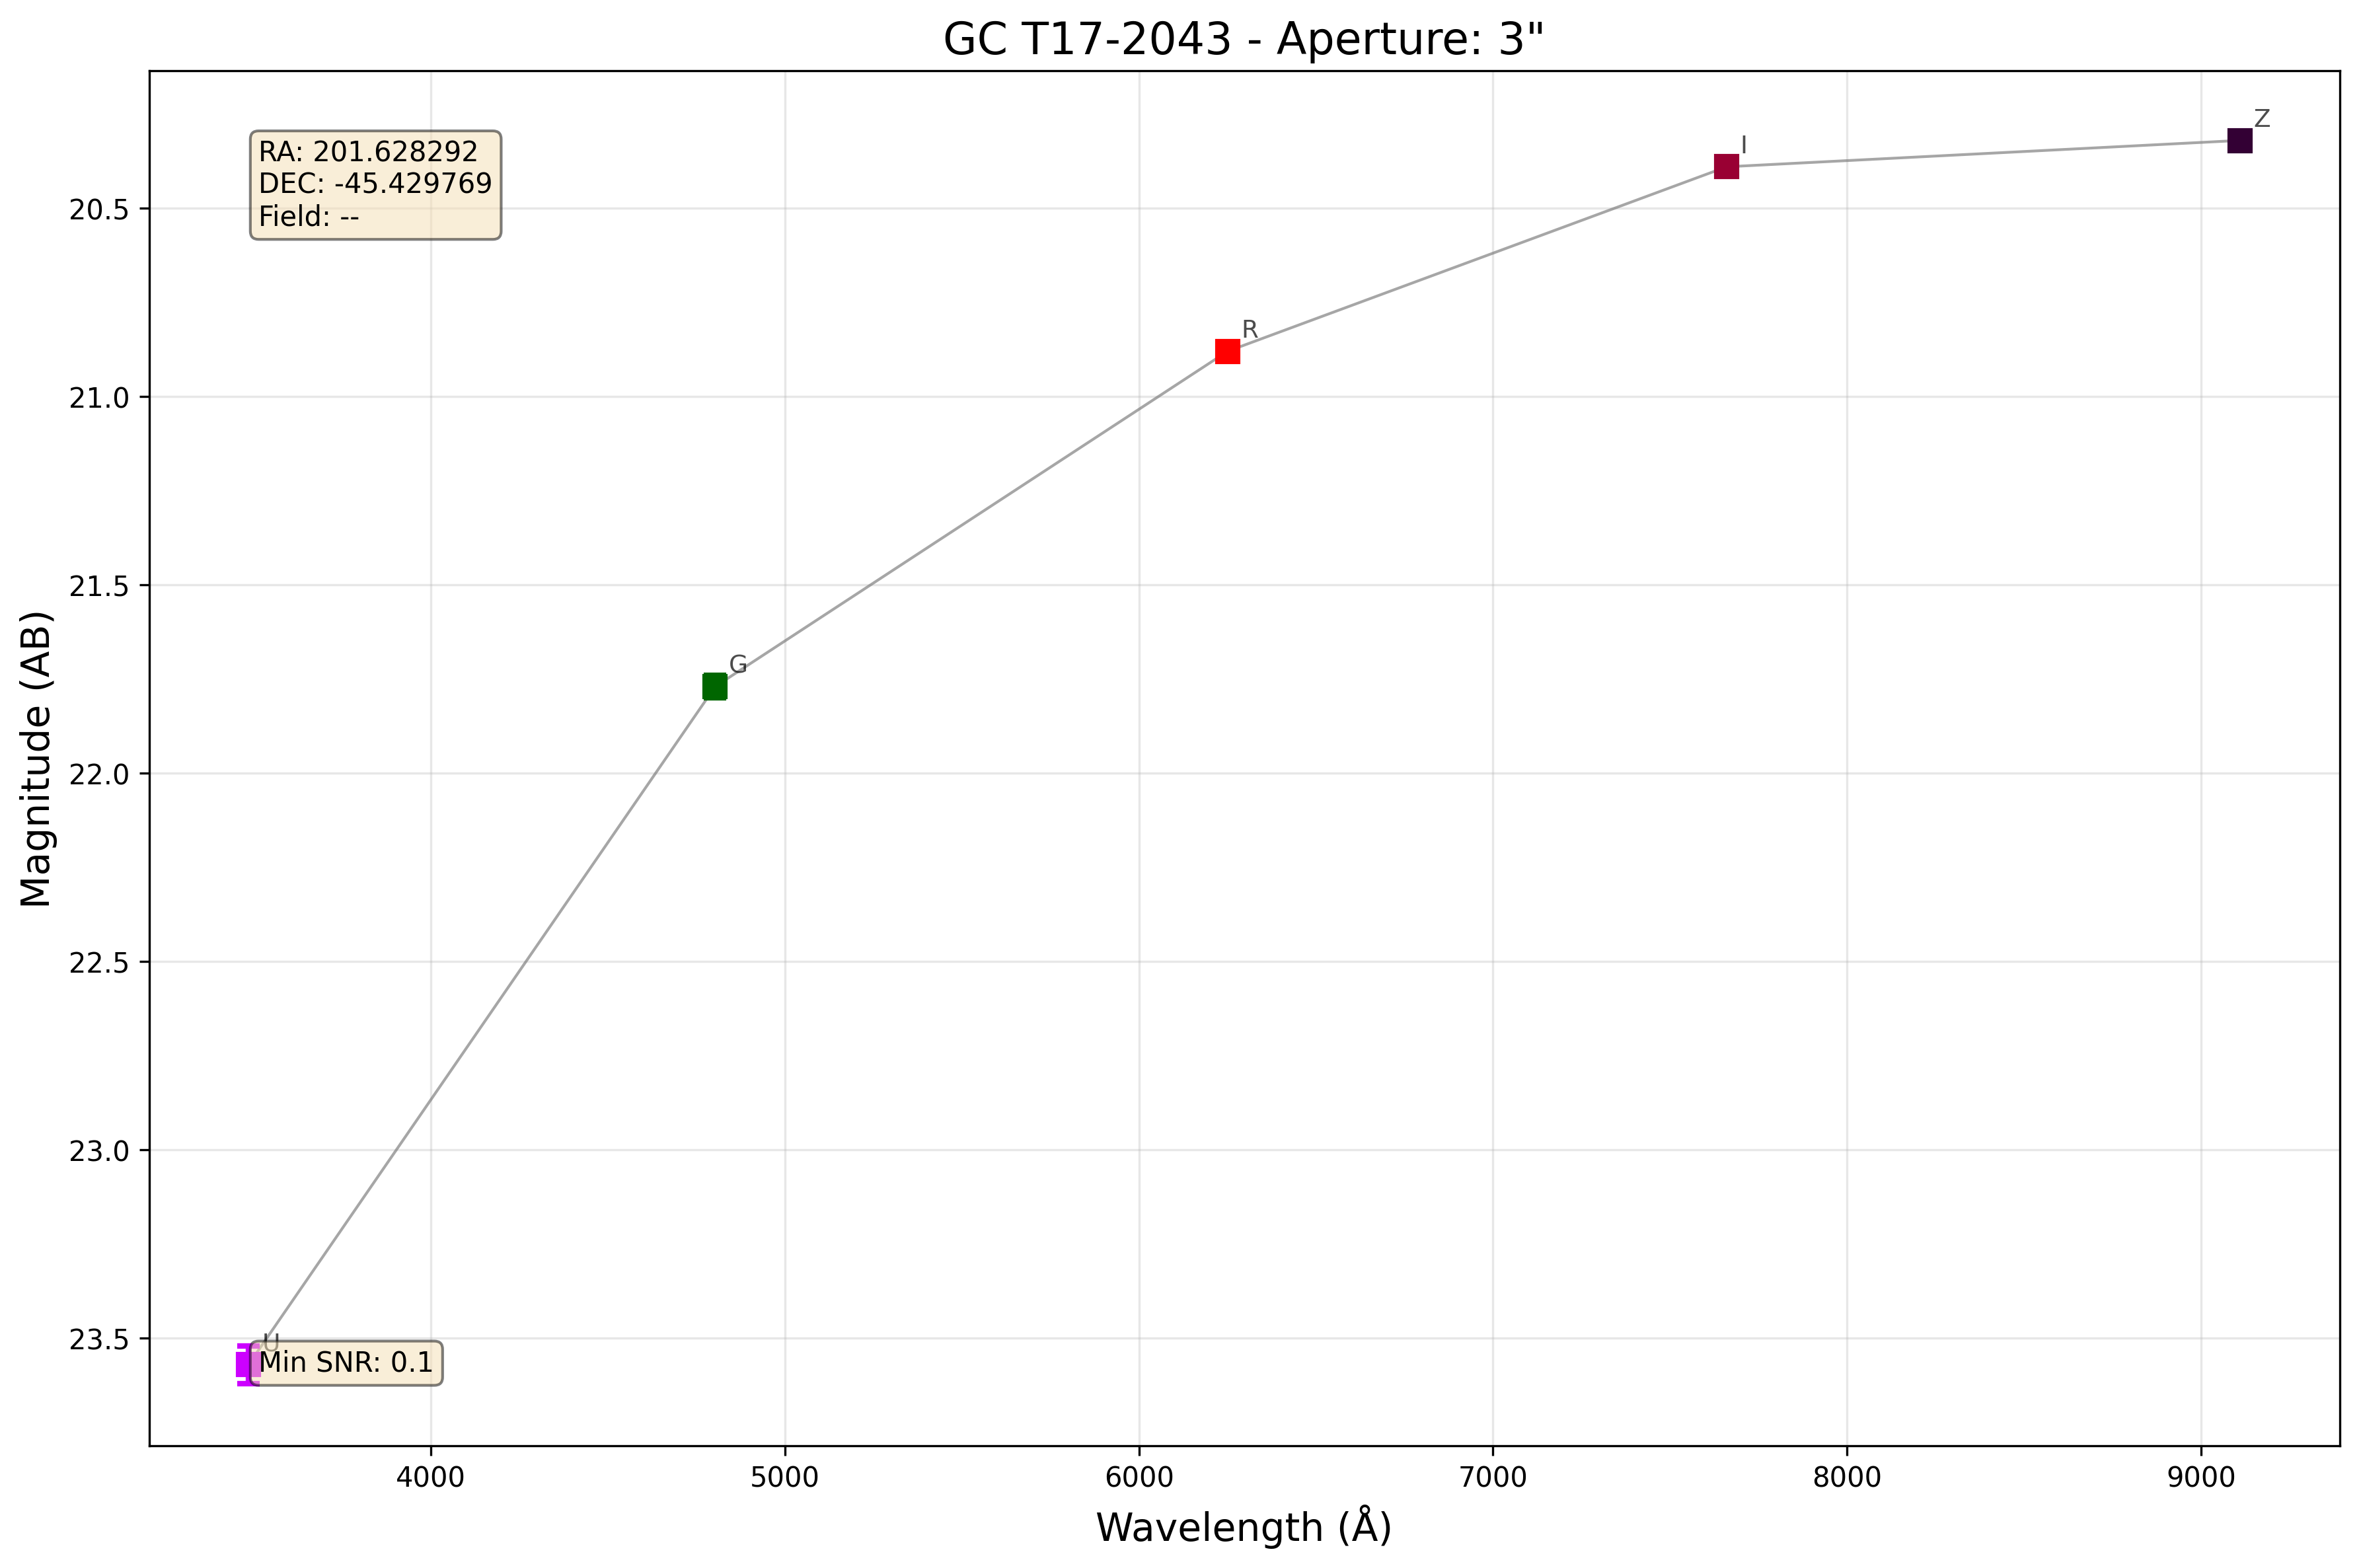 GC T17-2043 - Aperture: 3"
RA: 201.628292
DEC: -45.429769
Field: --
Z
I
R
G
U
Min SNR: 0.1
20.5
21.0
21.5
22.0
22.5
23.0
23.5
Magnitude (AB)
4000
5000
6000
7000
8000
9000
Wavelength (Å)